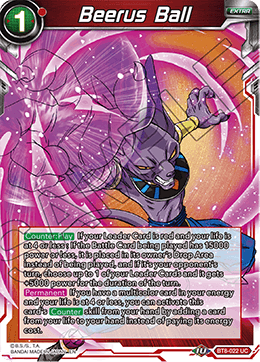 1
Beerus Ball
EXTRA
Counter:Play If your Leader Card is red and your life is
at 4 or less : If the Battle Card being played has 15000
power or less, it is placed in its owner's Drop Area
instead of being played, and if it's your opponent's
turn, choose up to 1 of your Leader Cards and it gets
+5000 power for the duration of the turn.
Permanent If you have a multicolor card in your energy
and your life is at 4 or less, you can activate this
card's Counter skill from your hand by adding a card
from your life to your hand instead of paying its energy
cost.
©B.S./S., T.A.
BANDAI MADE IN
BT8-022 UC